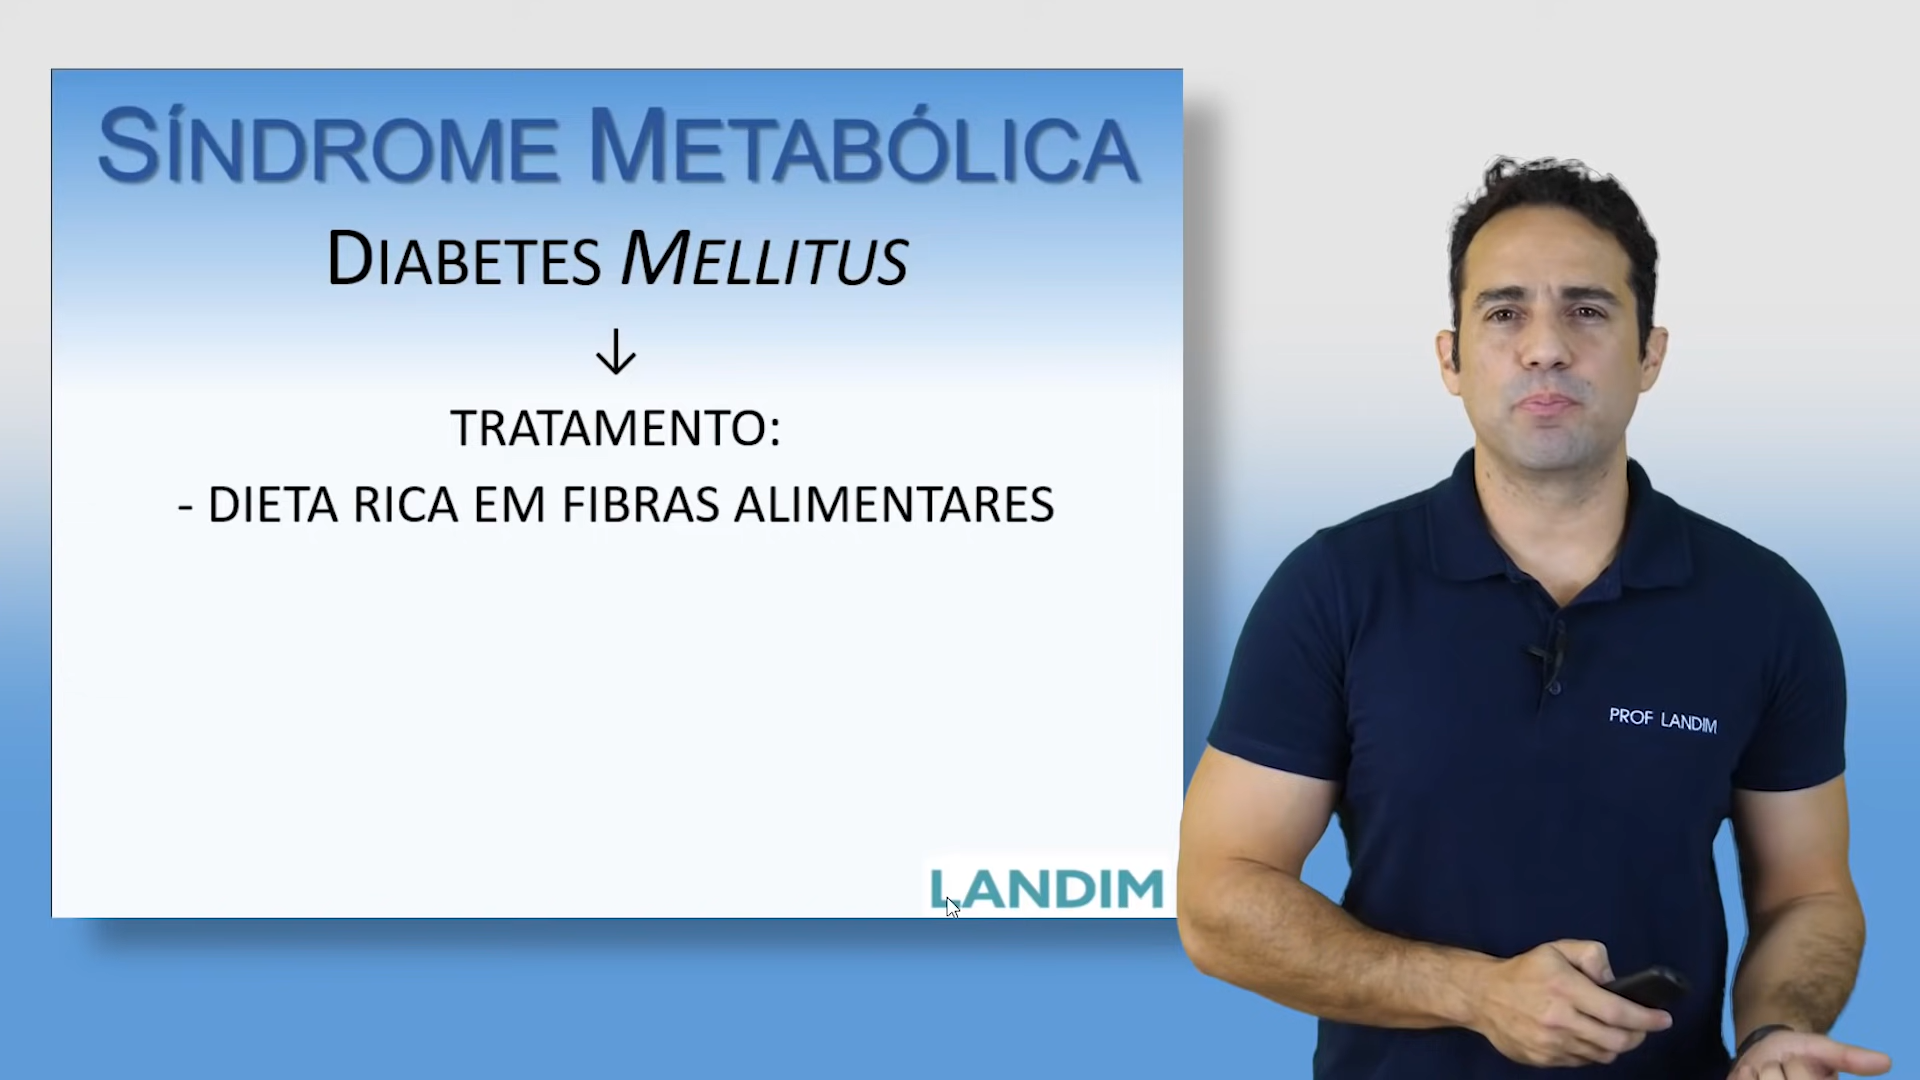 SÍNDROME METABÓLICA
DIABETES MELLITUS
↓
TRATAMENTO:
- DIETA RICA EM FIBRAS ALIMENTARES
LANDIM
PROF LANDIM